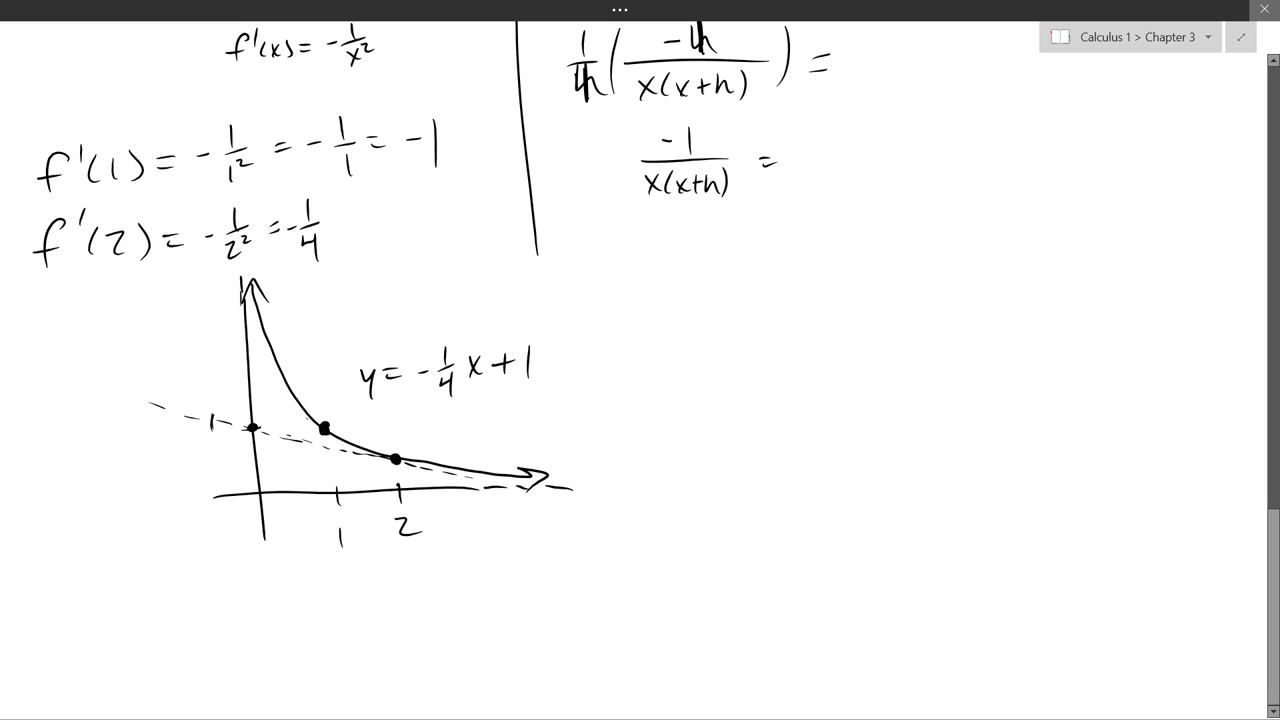 Calculus 1 > Chapter 3
f'(x) = -1/x²
f'(1) = -1/1² = -1/1 = -1
f'(2) = -1/2² = -1/4
1/h(-h/x(x+h)) =
-1/x(x+h) =
y = -1/4 x + 1
1
1
2